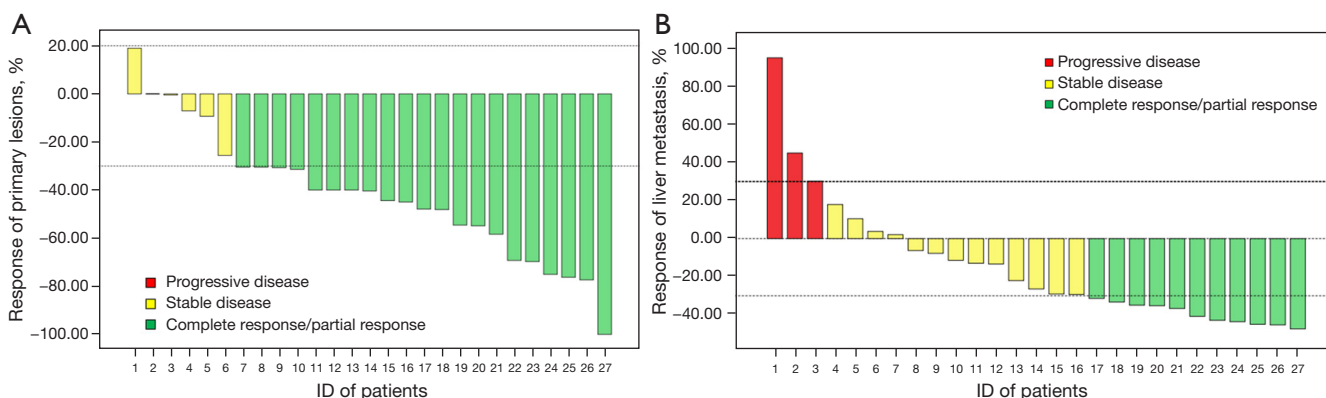 A
Response of primary lesions, %
20.00
0.00
−20.00
−40.00
−60.00
−80.00
−100.00
Progressive disease
Stable disease
Complete response/partial response
1 2 3 4 5 6 7 8 9 10 11 12 13 14 15 16 17 18 19 20 21 22 23 24 25 26 27
ID of patients
B
Response of liver metastasis, %
100.00
80.00
60.00
40.00
20.00
0.00
−20.00
−40.00
Progressive disease
Stable disease
Complete response/partial response
1 2 3 4 5 6 7 8 9 10 11 12 13 14 15 16 17 18 19 20 21 22 23 24 25 26 27
ID of patients